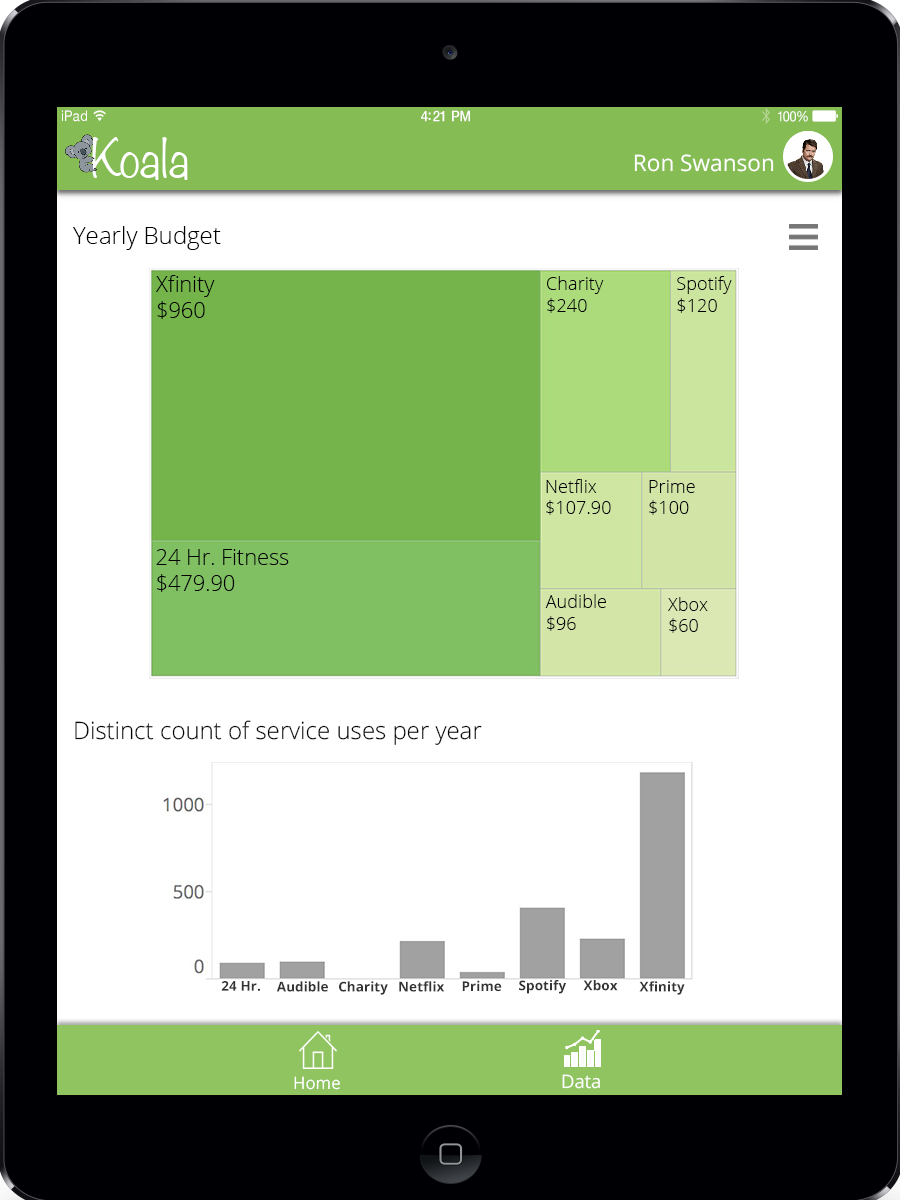 iPad 4:21 PM 100%
Koala
Ron Swanson
Yearly Budget
Xfinity
$960
Charity
$240
Spotify
$120
Netflix
$107.90
Prime
$100
24 Hr. Fitness
$479.90
Audible
$96
Xbox
$60
Distinct count of service uses per year
1000
500
0
24 Hr. Audible Charity Netflix Prime Spotify Xbox Xfinity
Home
Data